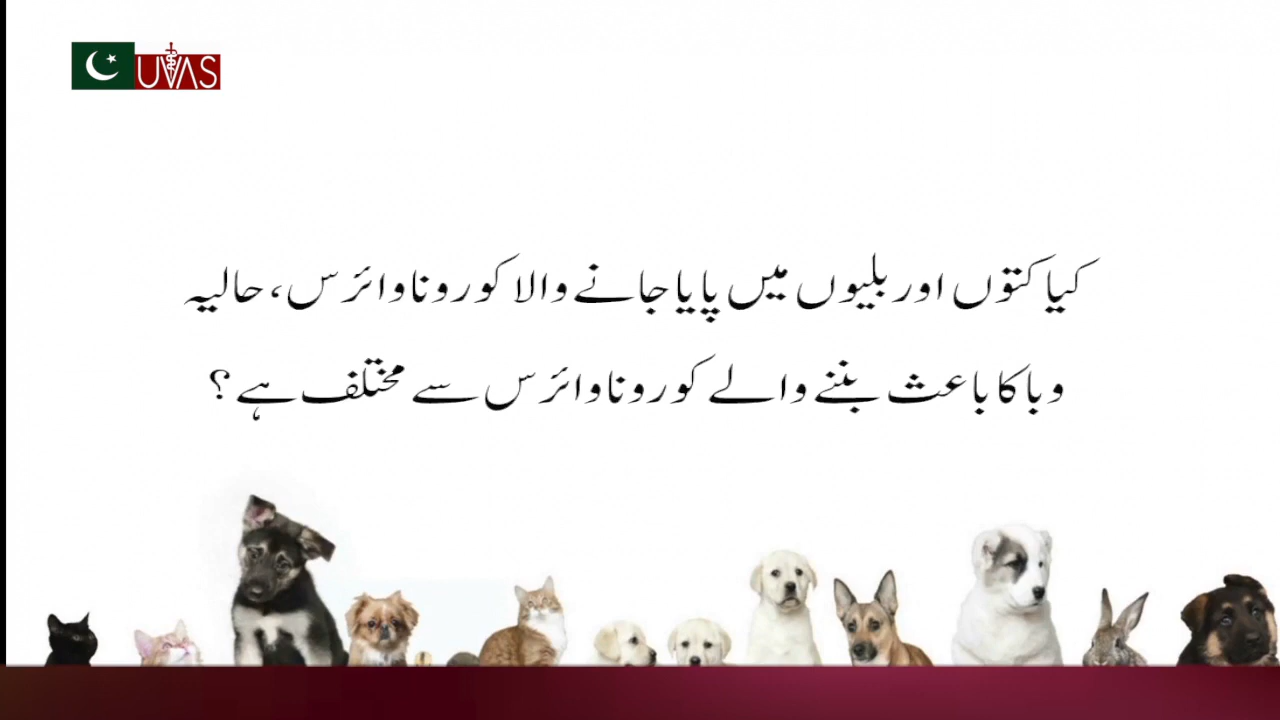 UVAS
کیا کتوں اور بلیوں میں پایا جانے والا کورونا وائرس، حالیہ
وبا کا باعث بننے والے کورونا وائرس سے مختلف ہے ؟